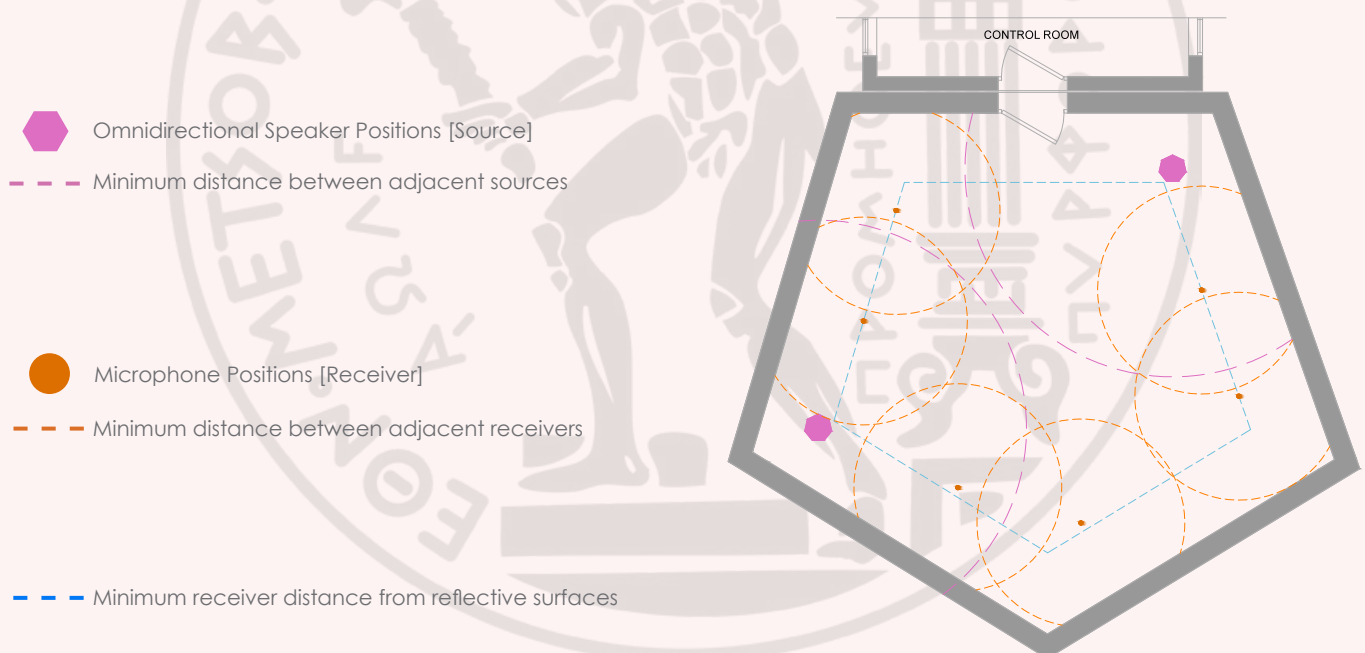 CONTROL ROOM
Omnidirectional Speaker Positions [Source]
Minimum distance between adjacent sources
Microphone Positions [Receiver]
Minimum distance between adjacent receivers
Minimum receiver distance from reflective surfaces